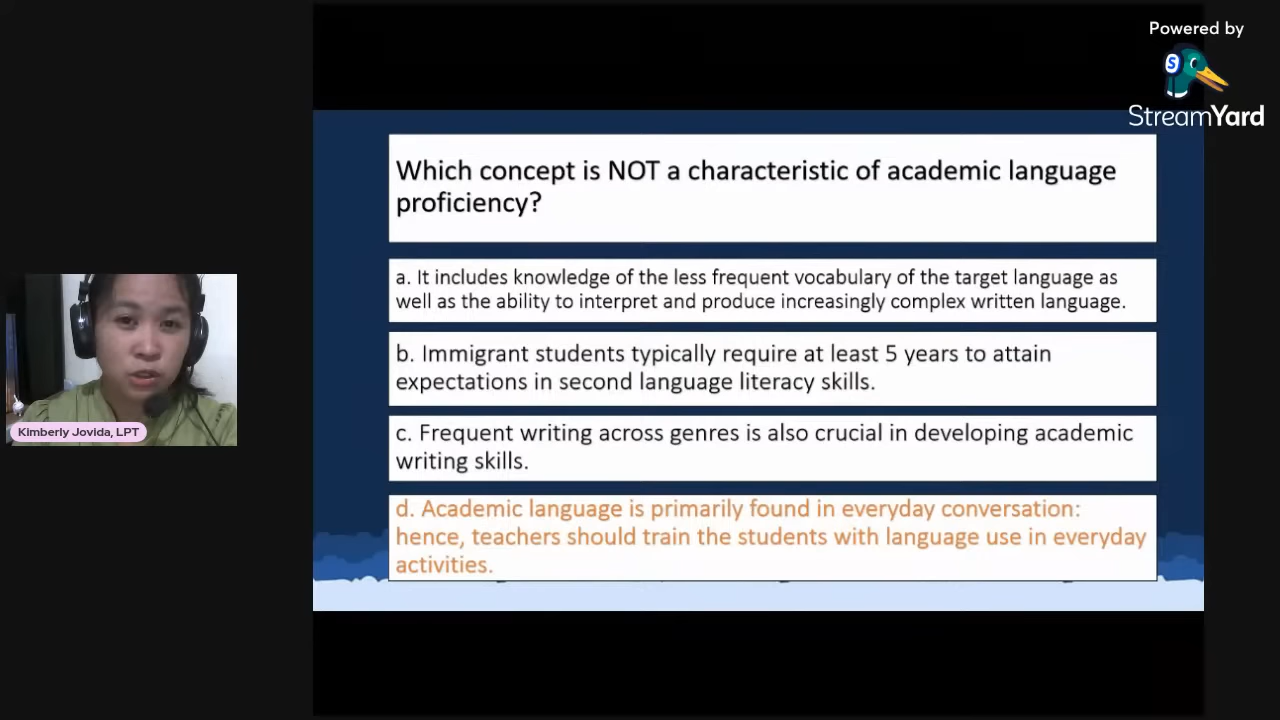 Powered by
S
StreamYard
Which concept is NOT a characteristic of academic language
proficiency?
a. It includes knowledge of the less frequent vocabulary of the target language as
well as the ability to interpret and produce increasingly complex written language.
b. Immigrant students typically require at least 5 years to attain
expectations in second language literacy skills.
c. Frequent writing across genres is also crucial in developing academic
writing skills.
d. Academic language is primarily found in everyday conversation:
hence, teachers should train the students with language use in everyday
activities.
Kimberly Jovida, LPT